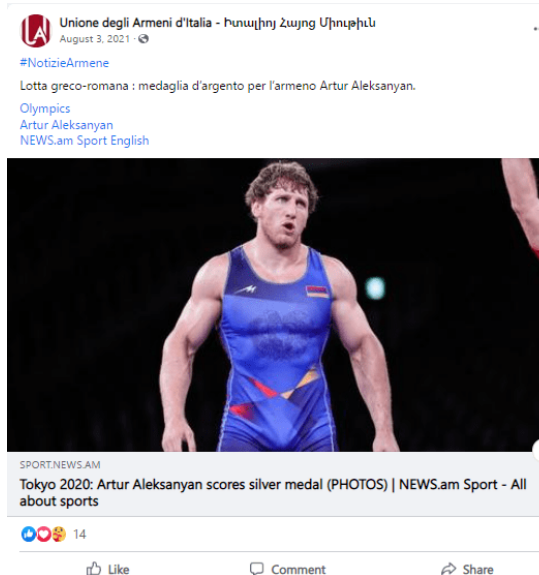 Unione degli Armeni d'Italia - Իտալիոյ Հայոց Միութիւն
August 3, 2021 ·
#NotizieArmene
Lotta greco-romana : medaglia d'argento per l'armeno Artur Aleksanyan.
Olympics
Artur Aleksanyan
NEWS.am Sport English
SPORT.NEWS.AM
Tokyo 2020: Artur Aleksanyan scores silver medal (PHOTOS) | NEWS.am Sport - All
about sports
14
Like Comment Share